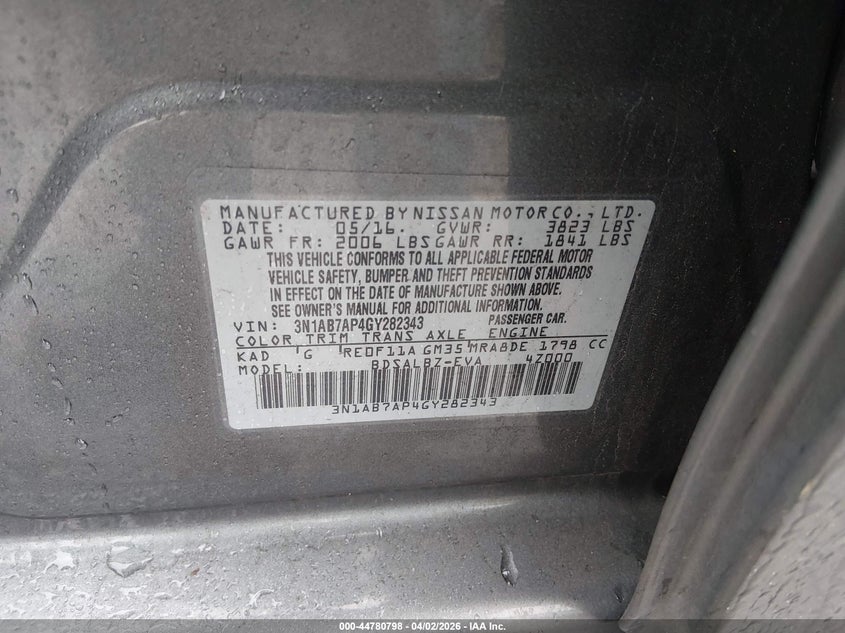 MANUFACTURED BY NISSAN MOTOR CO., LTD.
DATE: 05/16. GVWR: 3823 LBS
GAWR FR: 2006 LBS GAWR RR: 1841 LBS
THIS VEHICLE CONFORMS TO ALL APPLICABLE FEDERAL MOTOR
VEHICLE SAFETY, BUMPER AND THEFT PREVENTION STANDARDS
IN EFFECT ON THE DATE OF MANUFACTURE SHOWN ABOVE.
SEE OWNER'S MANUAL FOR ADDITIONAL INFORMATION.
VIN: 3N1AB7AP4GY282343 PASSENGER CAR.
COLOR TRIM TRANS AXLE ENGINE
KAD G RE0F11A GM35 MRA8DE 1798 CC
MODEL: BDSALBZ-EVA 4Z000
3N1AB7AP4GY282343
000-44780798 - 04/02/2026 - IAA Inc.